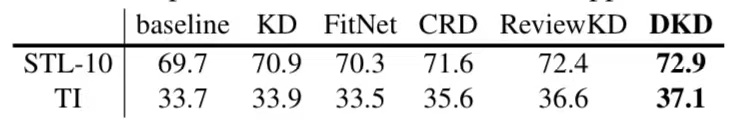 baseline KD FitNet CRD ReviewKD DKD
STL-10 69.7 70.9 70.3 71.6 72.4 72.9
TI 33.7 33.9 33.5 35.6 36.6 37.1